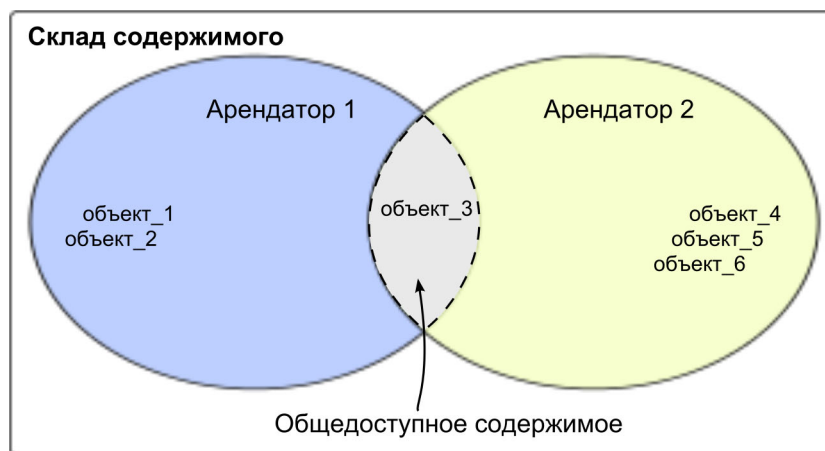 Склад содержимого
Арендатор 1
Арендатор 2
объект_1
объект_2
объект_3
объект_4
объект_5
объект_6
Общедоступное содержимое